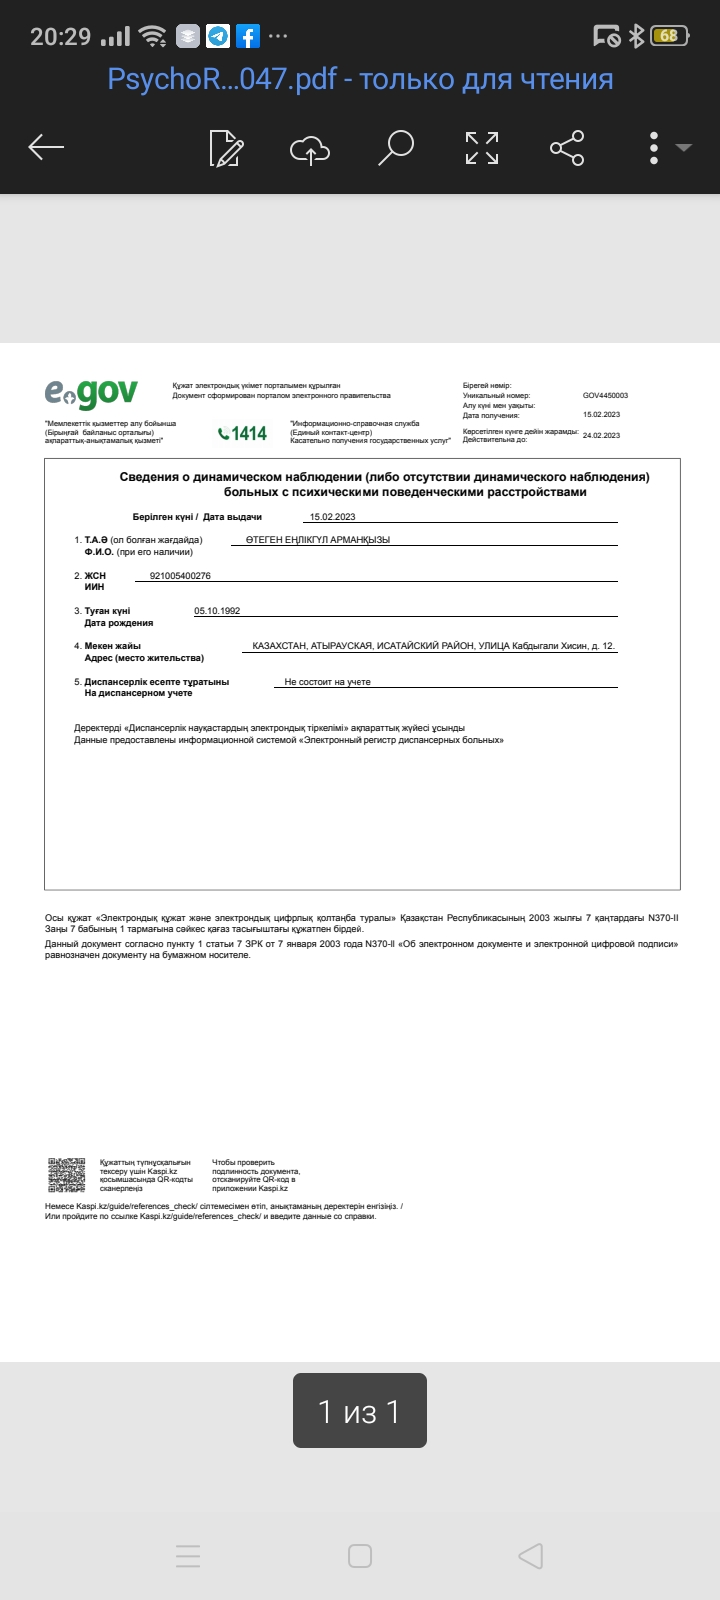 20:29
68
PsychoR...047.pdf - только для чтения
e.gov
Құжат электрондық үкімет порталымен құрылған
Документ сформирован порталом электронного правительства
Бірегей нөмір:
Уникальный номер: GOV4450003
Алу күні мен уақыты:
Дата получения: 15.02.2023
"Мемлекеттік қызметтер алу бойынша
(Бірыңғай байланыс орталығы)
ақпараттық-анықтамалық қызметі"
1414
"Информационно-справочная служба
(Единый контакт-центр)
Касательно получения государственных услуг"
Көрсетілген күнге дейін жарамды:
Действительна до: 24.02.2023
Сведения о динамическом наблюдении (либо отсутствии динамического наблюдения)
больных с психическими поведенческими расстройствами
Берілген күні / Дата выдачи 15.02.2023
1. Т.А.Ә (ол болған жағдайда) ӨТЕГЕН ЕҢЛІКГҮЛ АРМАНҚЫЗЫ
Ф.И.О. (при его наличии)
2. ЖСН 921005400276
ИИН
3. Туған күні 05.10.1992
Дата рождения
4. Мекен жайы КАЗАХСТАН, АТЫРАУСКАЯ, ИСАТАЙСКИЙ РАЙОН, УЛИЦА Кабдыгали Хисин, д. 12.
Адрес (место жительства)
5. Диспансерлік есепте тұратыны Не состоит на учете
На диспансерном учете
Деректерді «Диспансерлік науқастардың электрондық тіркелімі» ақпараттық жүйесі ұсынды
Данные предоставлены информационной системой «Электронный регистр диспансерных больных»
Осы құжат «Электрондық құжат және электрондық цифрлық қолтаңба туралы» Қазақстан Республикасының 2003 жылғы 7 қаңтардағы N370-II
Заңы 7 бабының 1 тармағына сәйкес қағаз тасығыштағы құжатпен бірдей.
Данный документ согласно пункту 1 статьи 7 ЗРК от 7 января 2003 года N370-II «Об электронном документе и электронной цифровой подписи»
равнозначен документу на бумажном носителе.
Құжаттың түпнұсқалығын
тексеру үшін Kaspi.kz
қосымшасында QR-кодты
сканерлеңіз
Чтобы проверить
подлинность документа,
отсканируйте QR-код в
приложении Kaspi.kz
Немесе Kaspi.kz/guide/references_check/ сілтемесімен өтіп, анықтаманың деректерін енгізіңіз. /
Или пройдите по ссылке Kaspi.kz/guide/references_check/ и введите данные со справки.
1 из 1